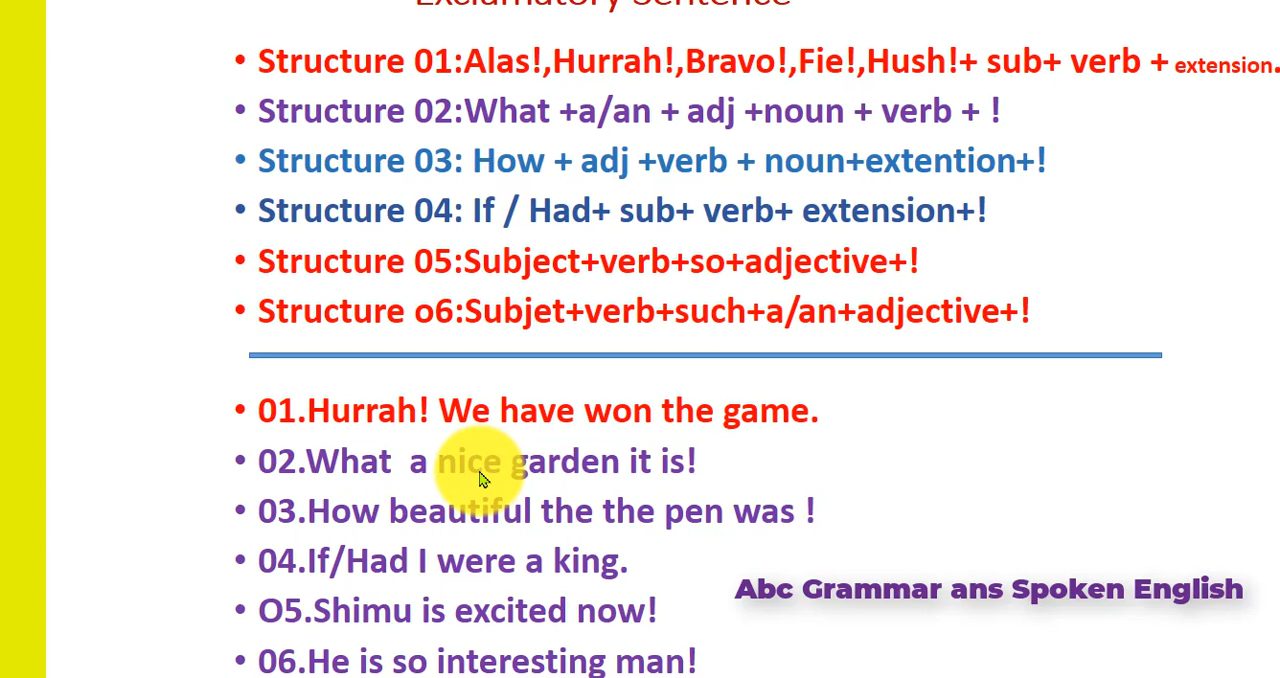 Exclamatory Sentence
• Structure 01:Alas!,Hurrah!,Bravo!,Fie!,Hush!+ sub+ verb + extension.
• Structure 02:What +a/an + adj +noun + verb + !
• Structure 03: How + adj +verb + noun+extention+!
• Structure 04: If / Had+ sub+ verb+ extension+!
• Structure 05:Subject+verb+so+adjective+!
• Structure o6:Subjet+verb+such+a/an+adjective+!
• 01.Hurrah! We have won the game.
• 02.What a nice garden it is!
• 03.How beautiful the the pen was !
• 04.If/Had I were a king.
Abc Grammar ans Spoken English
• O5.Shimu is excited now!
• 06.He is so interesting man!